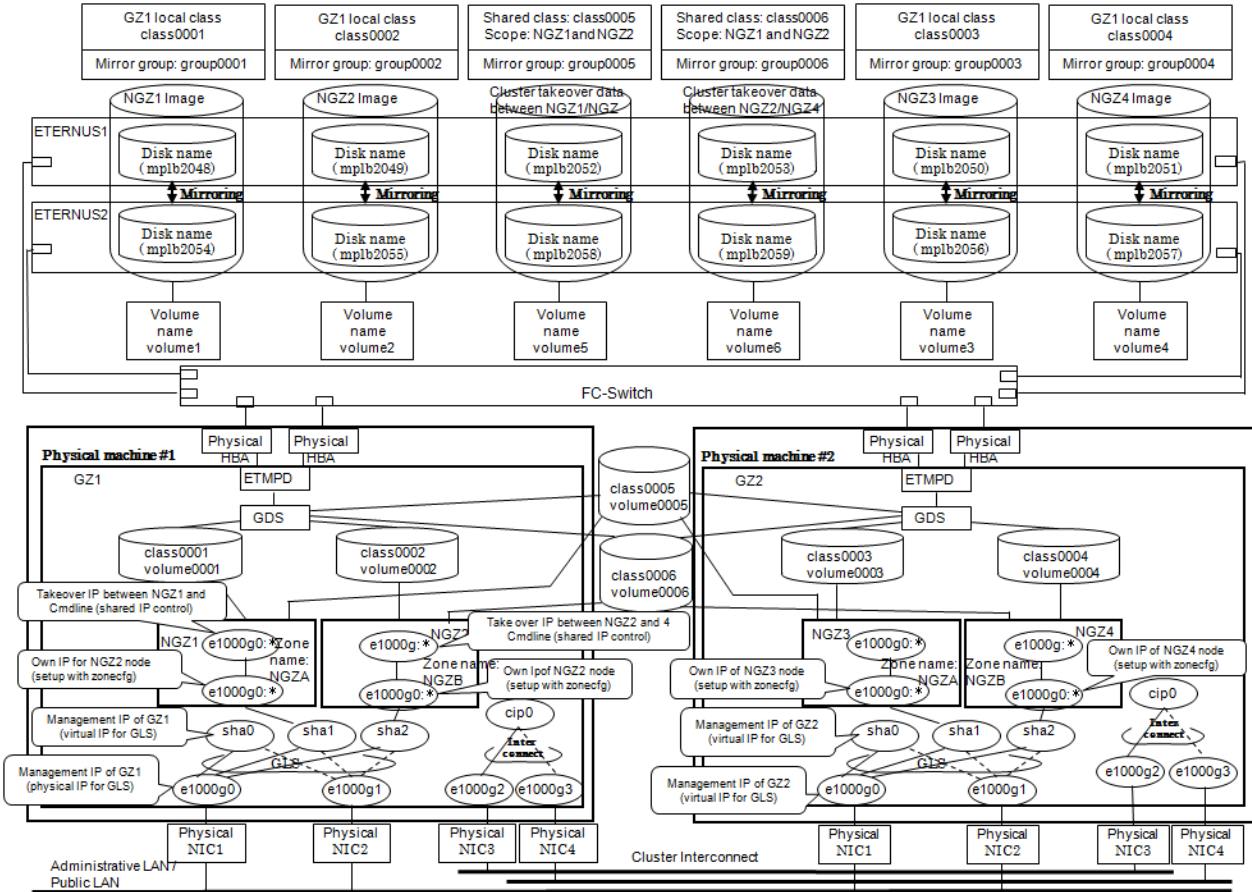 GZ1 local class
class0001
Mirror group: group0001
GZ1 local class
class0002
Mirror group: group0002
Shared class: class0005
Scope: NGZ1and NGZ2
Mirror group: group0005
Shared class: class0006
Scope: NGZ1 and NGZ2
Mirror group: group0006
GZ1 local class
class0003
Mirror group: group0003
GZ1 local class
class0004
Mirror group: group0004
NGZ1 Image
NGZ2 Image
Cluster takeover data
between NGZ1/NGZ
Cluster takeover data
between NGZ2/NGZ4
NGZ3 Image
NGZ4 Image
ETERNUS1
Disk name
(mplb2048)
Disk name
(mplb2049)
Disk name
(mplb2052)
Disk name
(mplb2053)
Disk name
(mplb2050)
Disk name
(mplb2051)
Mirroring
Mirroring
Mirroring
Mirroring
Mirroring
Mirroring
ETERNUS2
Disk name
(mplb2054)
Disk name
(mplb2055)
Disk name
(mplb2058)
Disk name
(mplb2059)
Disk name
(mplb2056)
Disk name
(mplb2057)
Volume
name
volume1
Volume
name
volume2
Volume
name
volume5
Volume
name
volume6
Volume
name
volume3
Volume
name
volume4
FC-Switch
Physical machine #1
Physical
HBA
Physical
HBA
GZ1
ETMPD
GDS
class0001
volume0001
class0002
volume0002
class0005
volume0005
class0006
volume0006
Takeover IP between NGZ1 and
Cmdline (shared IP control)
NGZ1
e1000g0:*
Zone
name:
NGZA
Own IP for NGZ2 node
(setup with zonecfg)
e1000g0:*
NGZ2
e1000g:*
Take over IP between NGZ2 and 4
Cmdline (shared IP control)
Zone name:
NGZB
e1000g0:*
Own Ipof NGZ2 node
(setup with zonecfg)
Management IP of GZ1
(virtual IP for GLS)
sha0
sha1
sha2
cip0
Inter
connect
GLS
Management IP of GZ1
(physical IP for GLS)
e1000g0
e1000g1
e1000g2
e1000g3
Physical
NIC1
Physical
NIC2
Physical
NIC3
Physical
NIC4
Physical machine #2
Physical
HBA
Physical
HBA
GZ2
ETMPD
GDS
class0003
volume0003
class0004
volume0004
NGZ3
e1000g0:*
Zone name:
NGZA
Own IP of NGZ3 node
(setup with zonecfg)
e1000g0:*
NGZ4
e1000g:*
Zone name:
NGZB
e1000g0:*
Own IP of NGZ4 node
(setup with zonecfg)
Management IP of GZ2
(virtual IP for GLS)
sha0
sha1
sha2
cip0
Inter
connect
GLS
Management IP of GZ2
(virtual IP for GLS)
e1000g0
e1000g1
e1000g2
e1000g3
Physical
NIC1
Physical
NIC2
Physical
NIC3
Physical
NIC4
Cluster Interconnect
Administrative LAN /
Public LAN